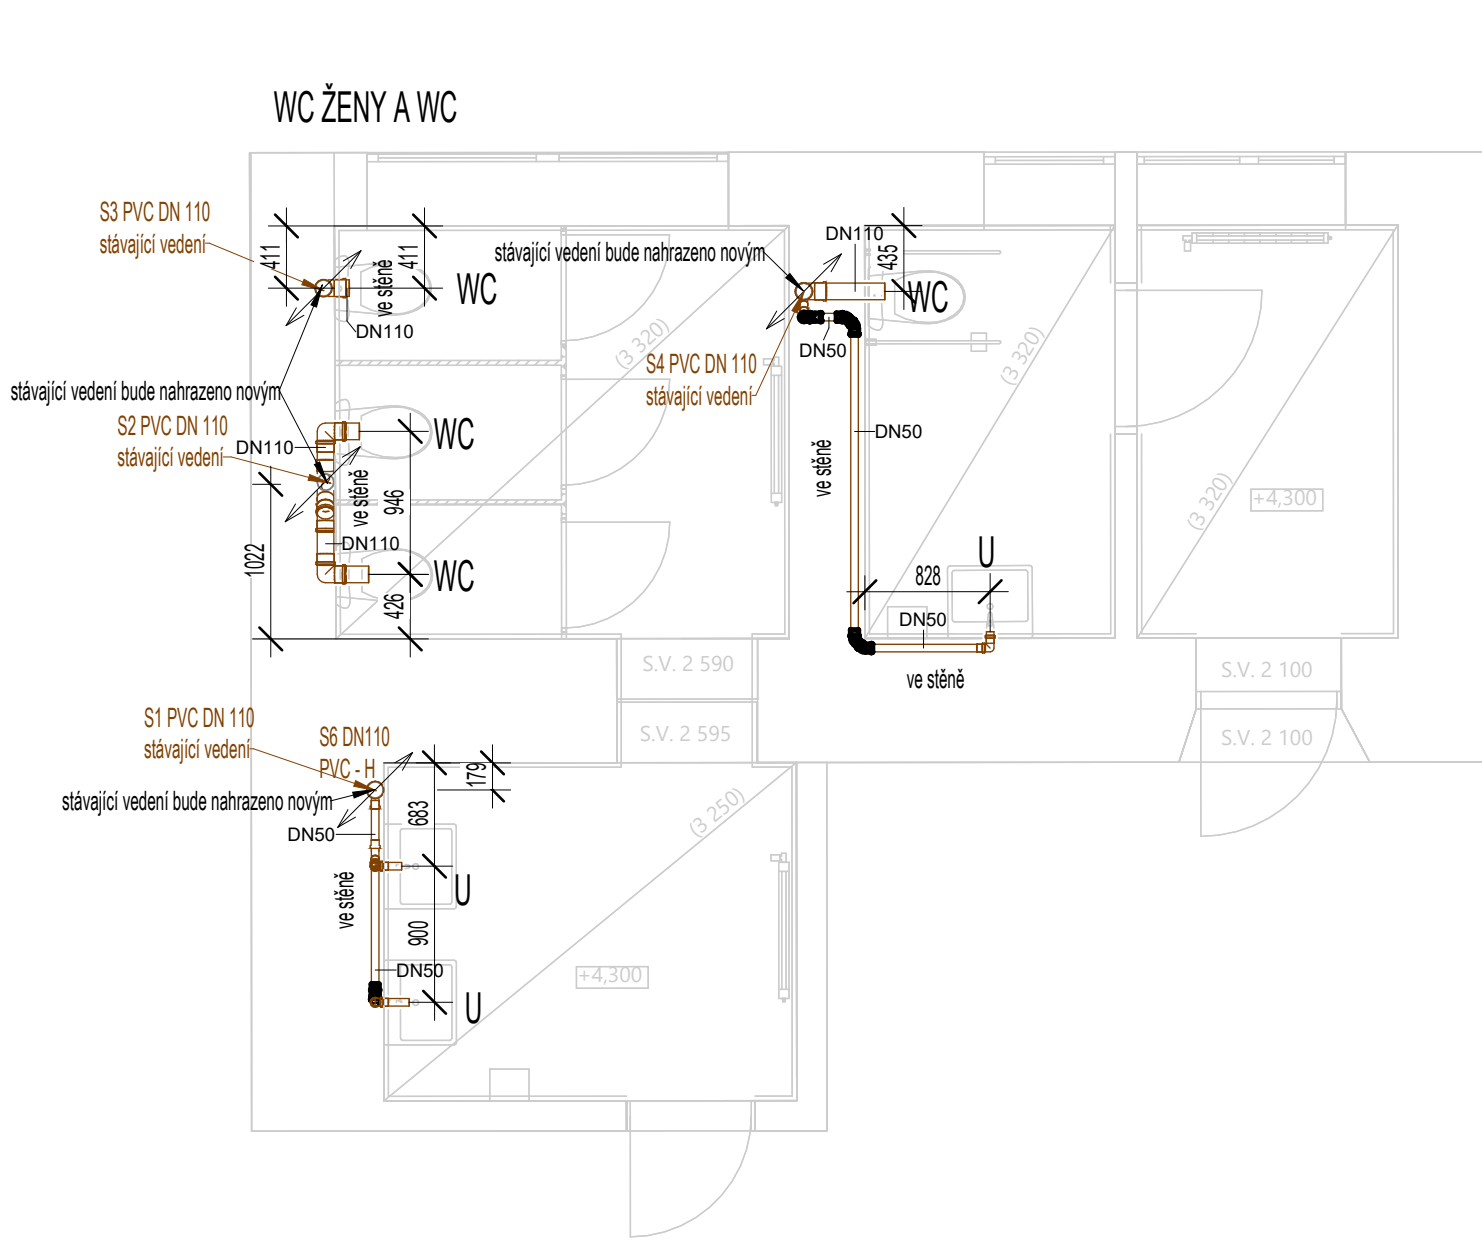 WC ŽENY A WC
S3 PVC DN 110
stávající vedení
411
411
ve stěně
WC
DN110
stávající vedení bude nahrazeno novým
DN110
435
WC
DN50
S4 PVC DN 110
stávající vedení
(3 320)
(3 320)
stávající vedení bude nahrazeno novým
S2 PVC DN 110
stávající vedení
DN110
WC
ve stěně
946
DN110
1022
WC
426
DN50
ve stěně
(3 320)
+4,300
U
828
DN50
ve stěně
S.V. 2 590
S.V. 2 595
S.V. 2 100
S.V. 2 100
S1 PVC DN 110
stávající vedení
S6 DN110
PVC - H
179
stávající vedení bude nahrazeno novým
683
DN50
(3 250)
ve stěně
U
900
DN50
+4,300
U